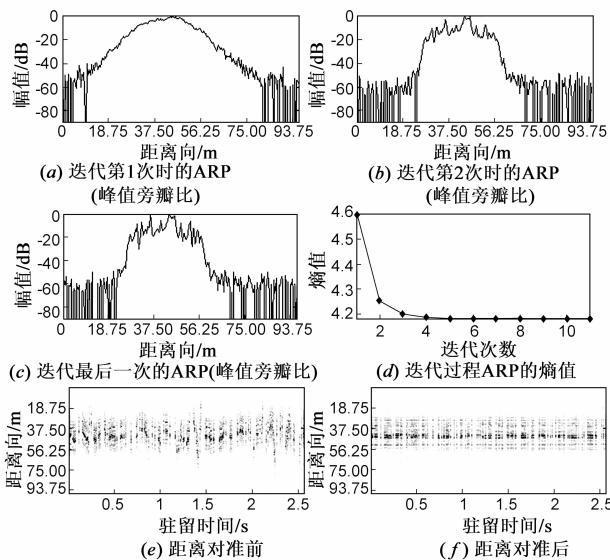 0
-20
-40
-60
-80
幅值/dB
0 18.75 37.50 56.25 75.00 93.75
距离向/m
(a) 迭代第1次时的ARP
(峰值旁瓣比)
0
-20
-40
-60
-80
幅值/dB
0 18.75 37.50 56.25 75.00 93.75
距离向/m
(b) 迭代第2次时的ARP
(峰值旁瓣比)
0
-20
-40
-60
-80
幅值/dB
0 18.75 37.50 56.25 75.00 93.75
距离向/m
(c) 迭代最后一次的ARP(峰值旁瓣比)
4.6
4.4
4.3
4.2
熵值
2 4 6 8 10
迭代次数
(d) 迭代过程ARP的熵值
18.75
37.50
56.25
75.00
93.75
距离向/m
0.5 1 1.5 2 2.5
驻留时间/s
(e) 距离对准前
18.75
37.50
56.25
75.00
93.75
距离向/m
0.5 1 1.5 2 2.5
驻留时间/s
(f) 距离对准后